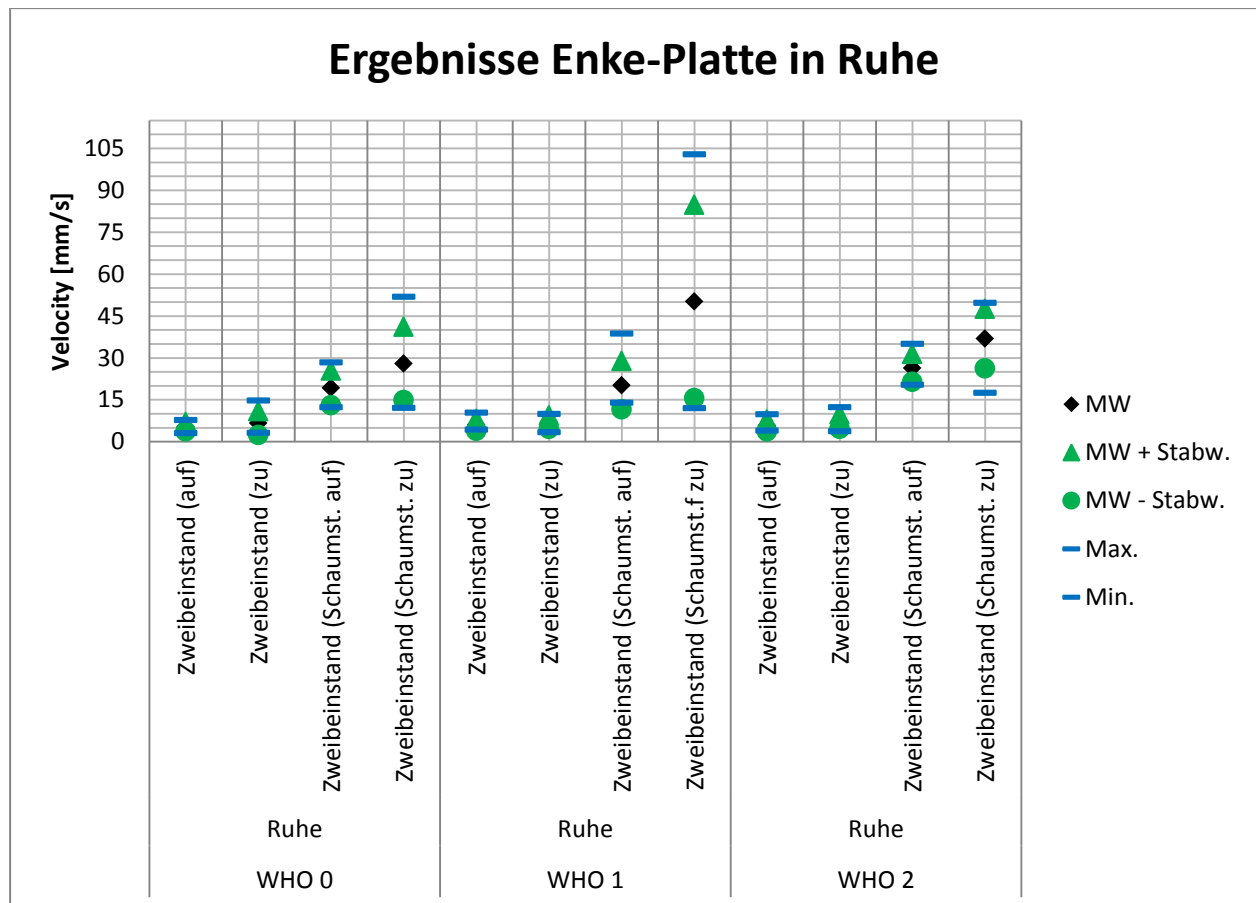 Ergebnisse Enke-Platte in Ruhe
Velocity [mm/s]
105
90
75
60
45
30
15
0
Zweibeinstand (auf)
Zweibeinstand (zu)
Zweibeinstand (Schaumst. auf)
Zweibeinstand (Schaumst. zu)
Zweibeinstand (auf)
Zweibeinstand (zu)
Zweibeinstand (Schaumst. auf)
Zweibeinstand (Schaumst.f zu)
Zweibeinstand (auf)
Zweibeinstand (zu)
Zweibeinstand (Schaumst. auf)
Zweibeinstand (Schaumst. zu)
Ruhe
Ruhe
Ruhe
WHO 0
WHO 1
WHO 2
MW
MW + Stabw.
MW - Stabw.
Max.
Min.